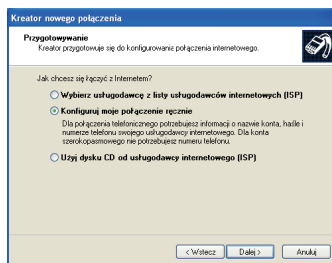 Kreator nowego połączenia
Przygotowywanie
Kreator przygotowuje się do konfigurowania połączenia internetowego.
Jak chcesz się łączyć z Internetem?
Wybierz usługodawcę z listy usługodawców internetowych (ISP)
Konfiguruj moje połączenie ręcznie
Dla połączenia telefonicznego potrzebujesz informacji o nazwie konta, haśle i
numerze telefonu swojego usługodawcy internetowego. Dla konta
szerokopasmowego nie potrzebujesz numeru telefonu.
Użyj dysku CD od usługodawcy internetowego (ISP)
< Wstecz
Dalej >
Anuluj